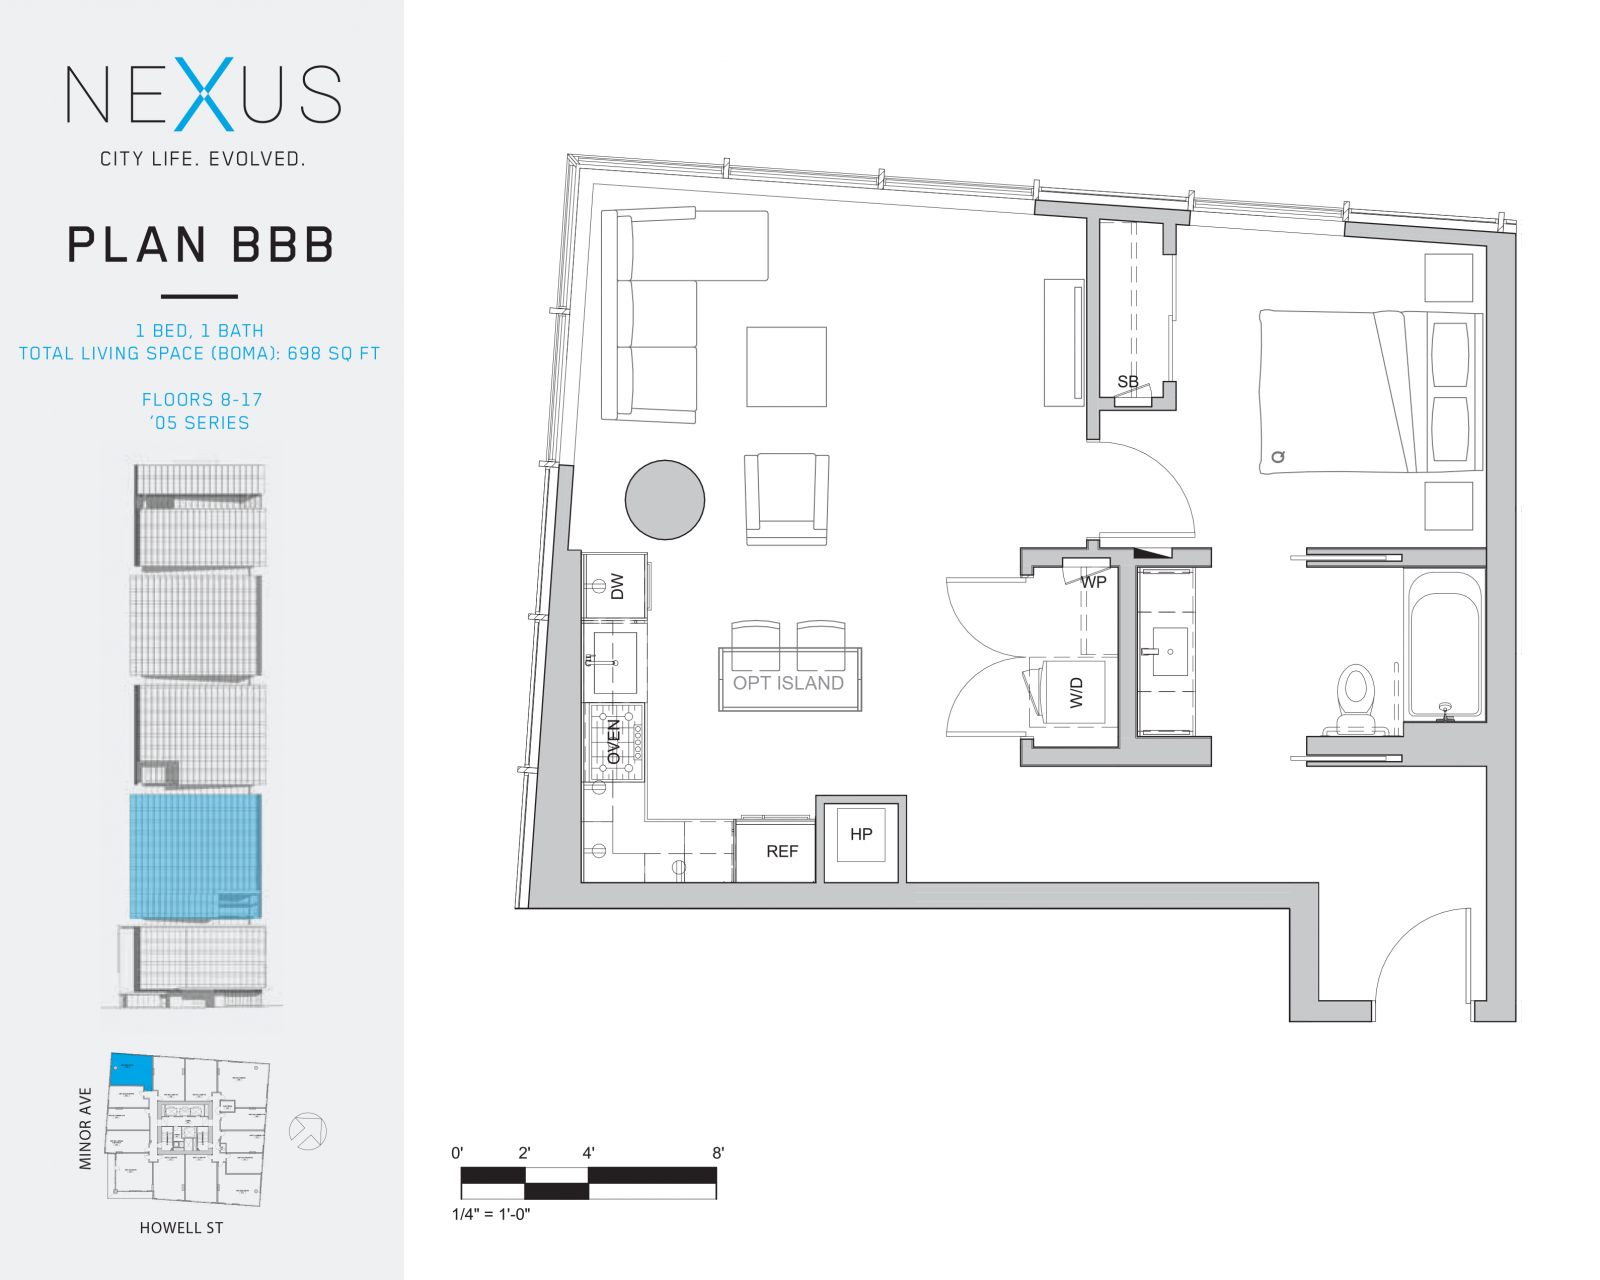 NEXUS
CITY LIFE. EVOLVED.
PLAN BBB
1 BED, 1 BATH
TOTAL LIVING SPACE (BOMA): 698 SQ FT
FLOORS 8-17
‘05 SERIES
MINOR AVE
HOWELL ST
SB
Q
DW
WP
OPT ISLAND
W/D
OVEN
HP
REF
0' 2' 4' 8'
1/4" = 1'-0"